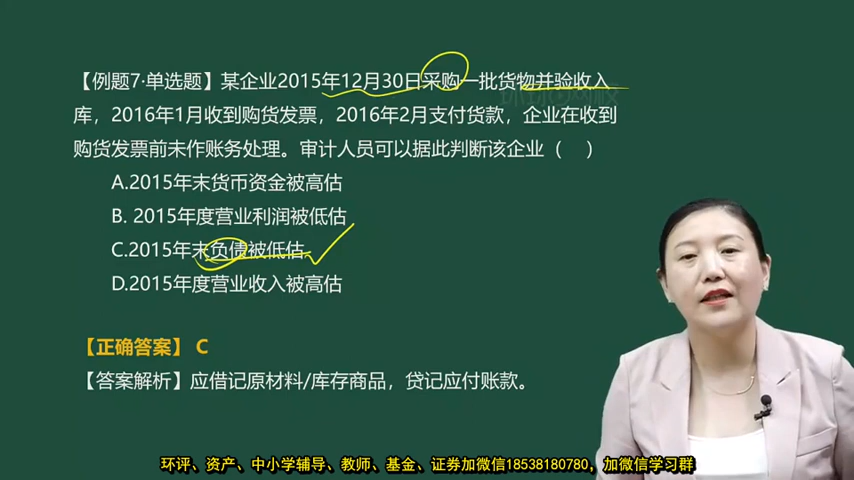 【例题7·单选题】某企业2015年12月30日采购一批货物并验收入
库，2016年1月收到购货发票，2016年2月支付货款，企业在收到
购货发票前未作账务处理。审计人员可以据此判断该企业（ ）
A.2015年末货币资金被高估
B. 2015年度营业利润被低估
C.2015年末负债被低估
D.2015年度营业收入被高估
【正确答案】 C
【答案解析】应借记原材料/库存商品，贷记应付账款。
环评、资产、中小学辅导、教师、基金、证券加微信18538180780，加微信学习群